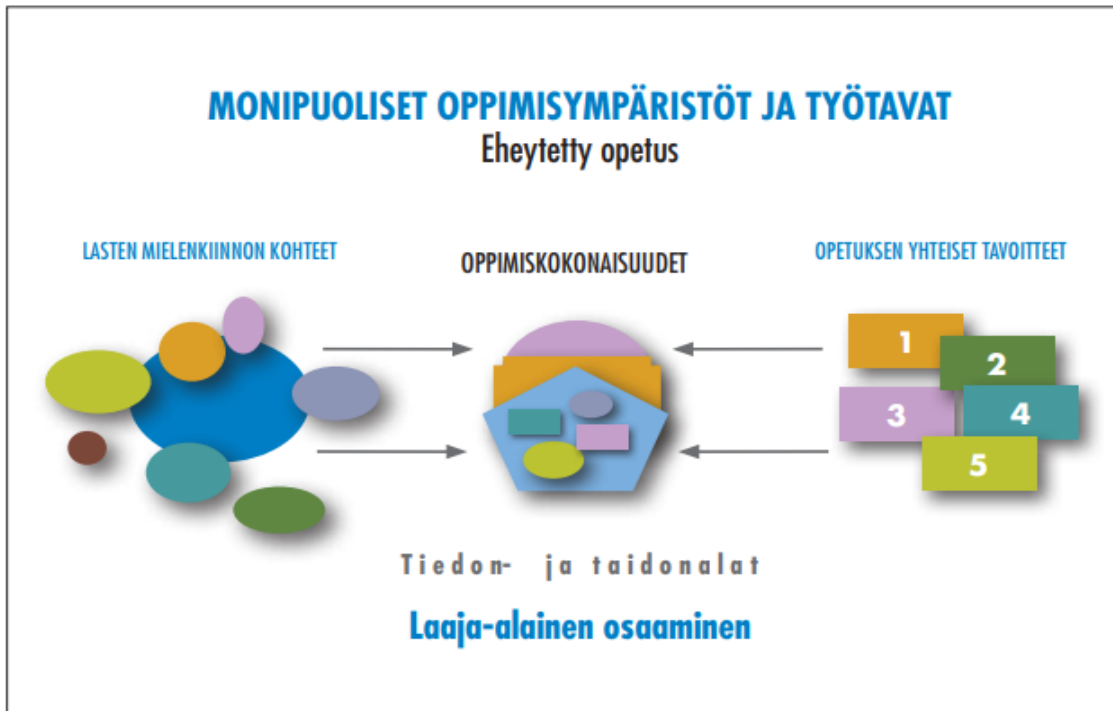 MONIPUOLISET OPPIMISYMPÄRISTÖT JA TYÖTAVAT
Eheytetty opetus
LASTEN MIELENKIINNON KOHTEET
OPPIMISKOKONAISUUDET
OPETUKSEN YHTEISET TAVOITTEET
1
2
3
4
5
Tiedon- ja taidonalat
Laaja-alainen osaaminen